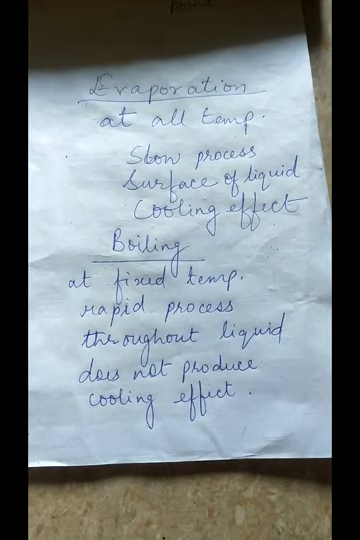 point
Evaporation
at all temp.
Slow process
Surface of liquid
Cooling effect
Boiling
at fixed temp.
rapid process
throughout liquid
does not produce
cooling effect.